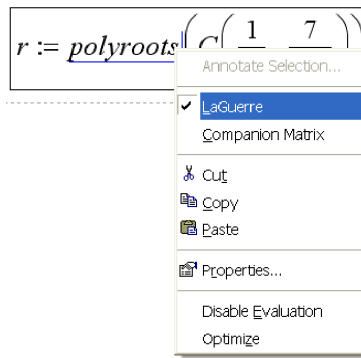 r := polyroots(C(1 7))
Annotate Selection...
LaGuerre
Companion Matrix
Cut
Copy
Paste
Properties...
Disable Evaluation
Optimize